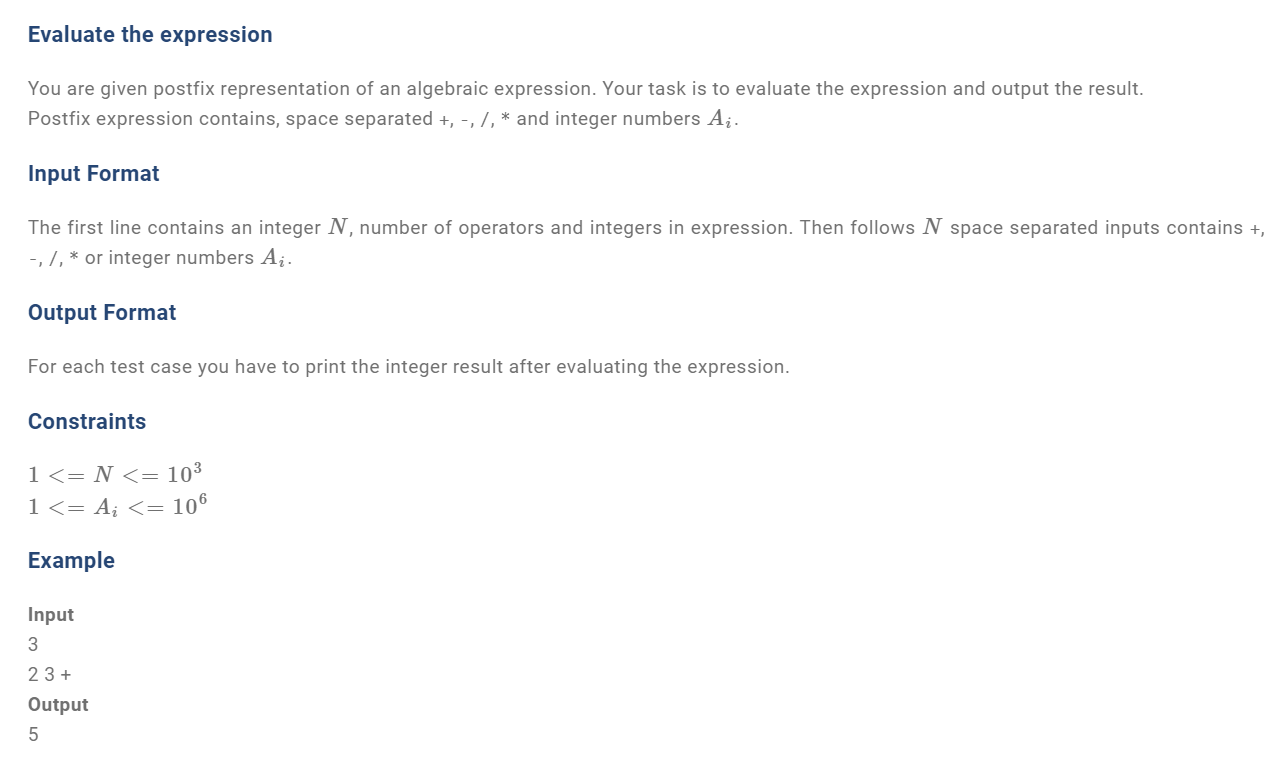 Evaluate the expression
You are given postfix representation of an algebraic expression. Your task is to evaluate the expression and output the result.
Postfix expression contains, space separated +, -, /, * and integer numbers A_i.
Input Format
The first line contains an integer N, number of operators and integers in expression. Then follows N space separated inputs contains +,
-, /, * or integer numbers A_i.
Output Format
For each test case you have to print the integer result after evaluating the expression.
Constraints
1 <= N <= 10^3
1 <= A_i <= 10^6
Example
Input
3
2 3 +
Output
5